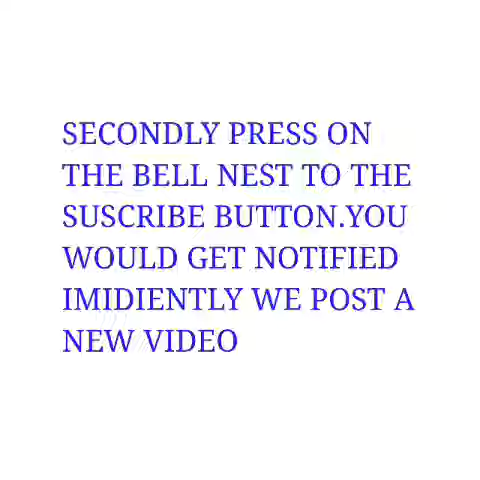 SECONDLY PRESS ON
THE BELL NEST TO THE
SUSCRIBE BUTTON.YOU
WOULD GET NOTIFIED
IMIDIENTLY WE POST A
NEW VIDEO